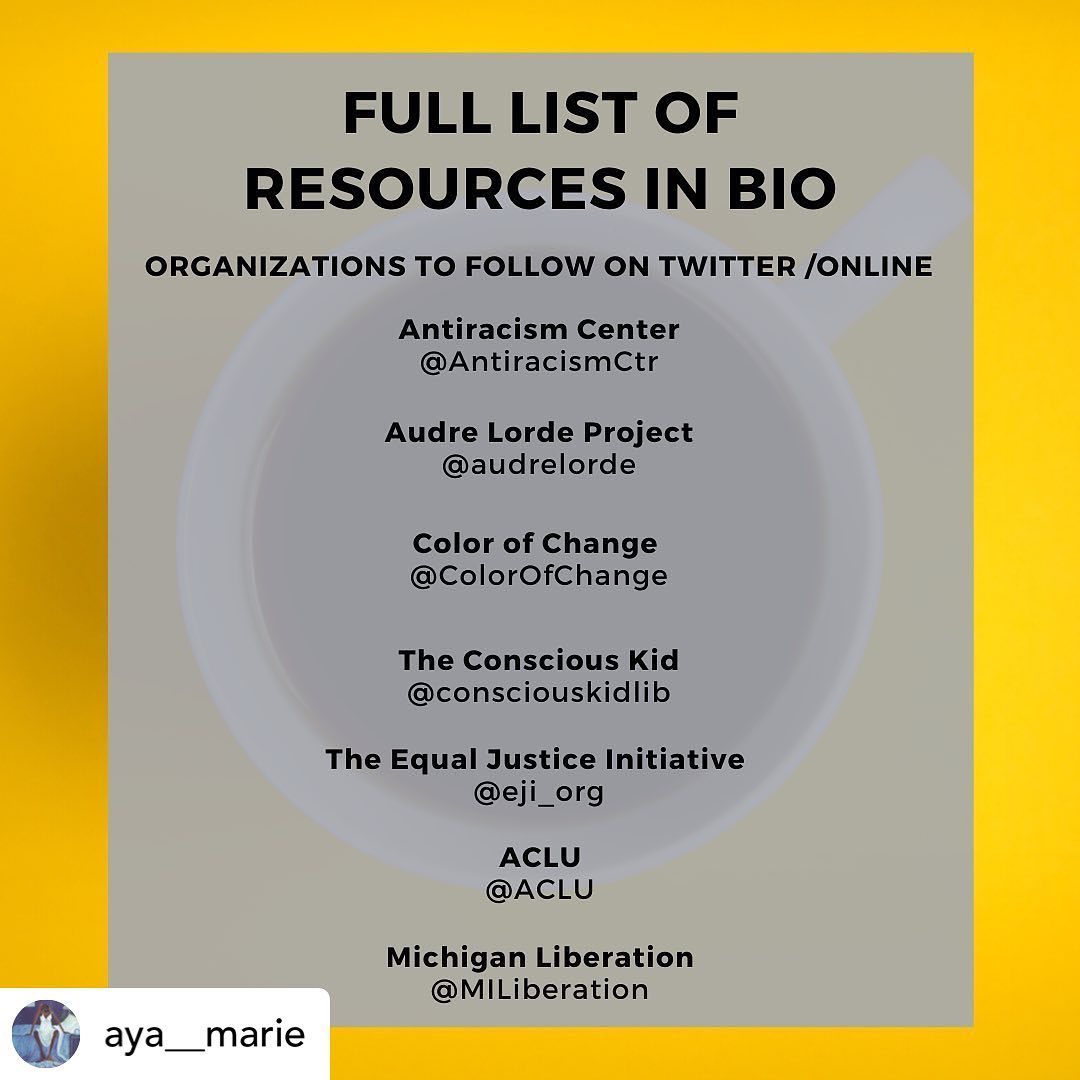 FULL LIST OF
RESOURCES IN BIO
ORGANIZATIONS TO FOLLOW ON TWITTER /ONLINE
Antiracism Center
@AntiracismCtr
Audre Lorde Project
@audrelorde
Color of Change
@ColorOfChange
The Conscious Kid
@consciouskidlib
The Equal Justice Initiative
@eji_org
ACLU
@ACLU
Michigan Liberation
@MILiberation
aya__marie